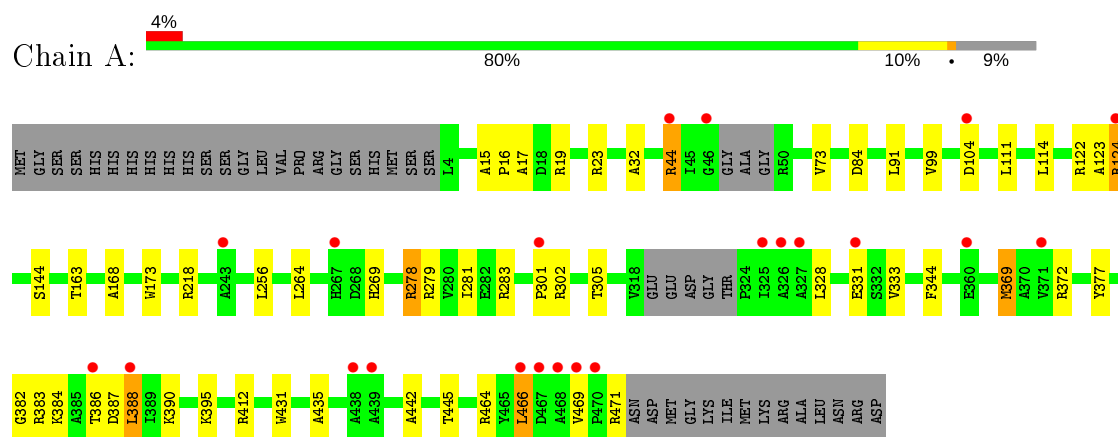 4%
Chain A:
80% 10% • 9%
MET GLY SER SER HIS HIS HIS HIS HIS HIS SER SER GLY LEU VAL PRO ARG GLY SER HIS MET SER SER L4 A15 P16 A17 D18 R19 R23 A32 R44 I45 G46 GLY ALA GLY R50 V73 D84 L91 V99 D104 L111 L114 R122 A123 R124
S144 T163 A168 W173 R218 A243 L256 L264 H267 D268 H269 R278 R279 V280 I281 E282 R283 P301 R302 T305 V318 GLU GLU ASP GLY THR P324 I325 A326 A327 L328 E331 S332 V333 F344 E360 M369 A370 V371 R372 Y377
G382 R383 K384 A385 T386 D387 L388 I389 K390 K395 R412 W431 A435 A438 A439 A442 T445 R464 Y465 L466 D467 A468 V469 P470 R471 ASN ASP MET GLY LYS ILE MET LYS ARG ALA LEU ASN ARG ASP